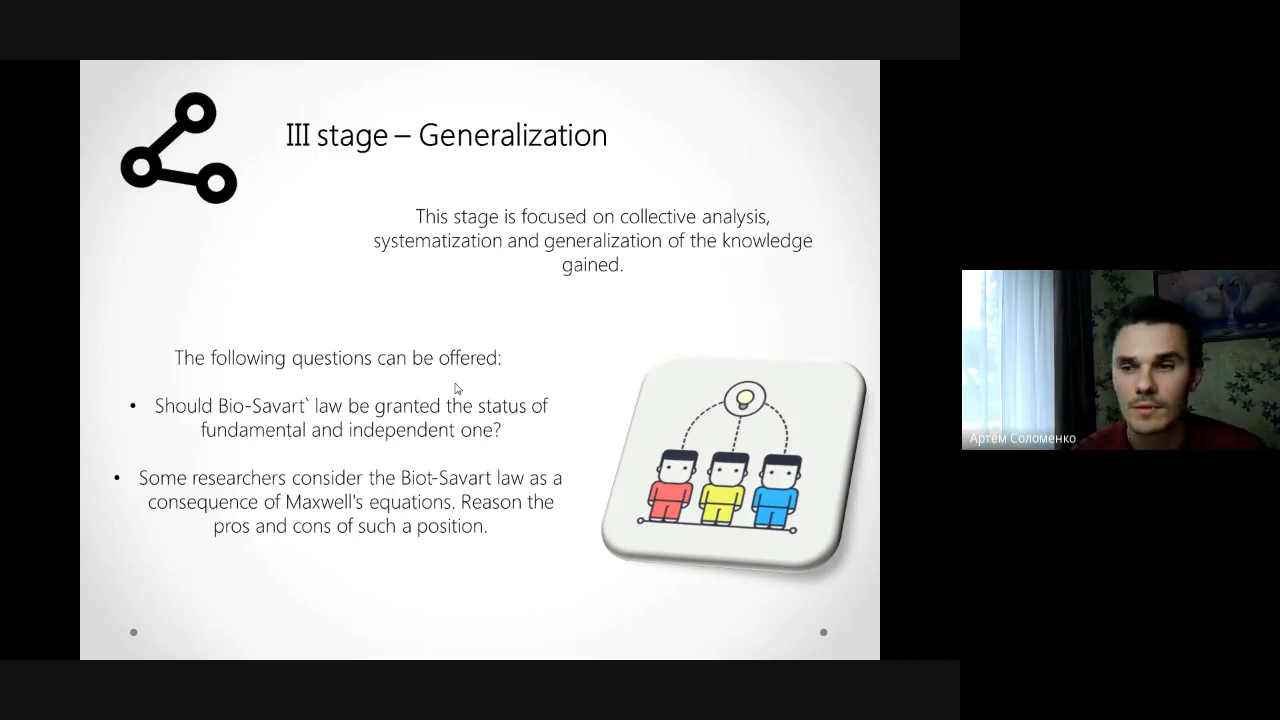 III stage – Generalization
This stage is focused on collective analysis,
systematization and generalization of the knowledge
gained.
The following questions can be offered:
• Should Bio-Savart` law be granted the status of
fundamental and independent one?
• Some researchers consider the Biot-Savart law as a
consequence of Maxwell's equations. Reason the
pros and cons of such a position.
Артём Соломенко